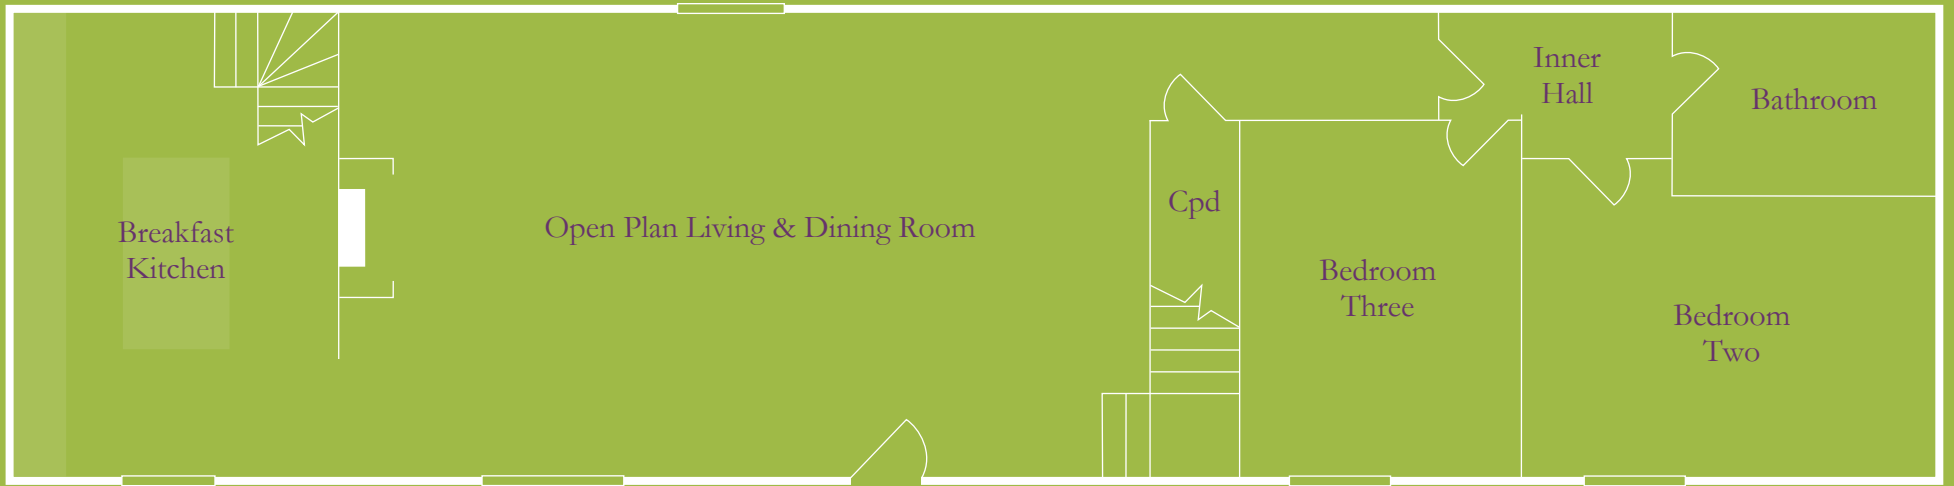 Breakfast
Kitchen
Open Plan Living & Dining Room
Cpd
Bedroom
Three
Inner
Hall
Bathroom
Bedroom
Two